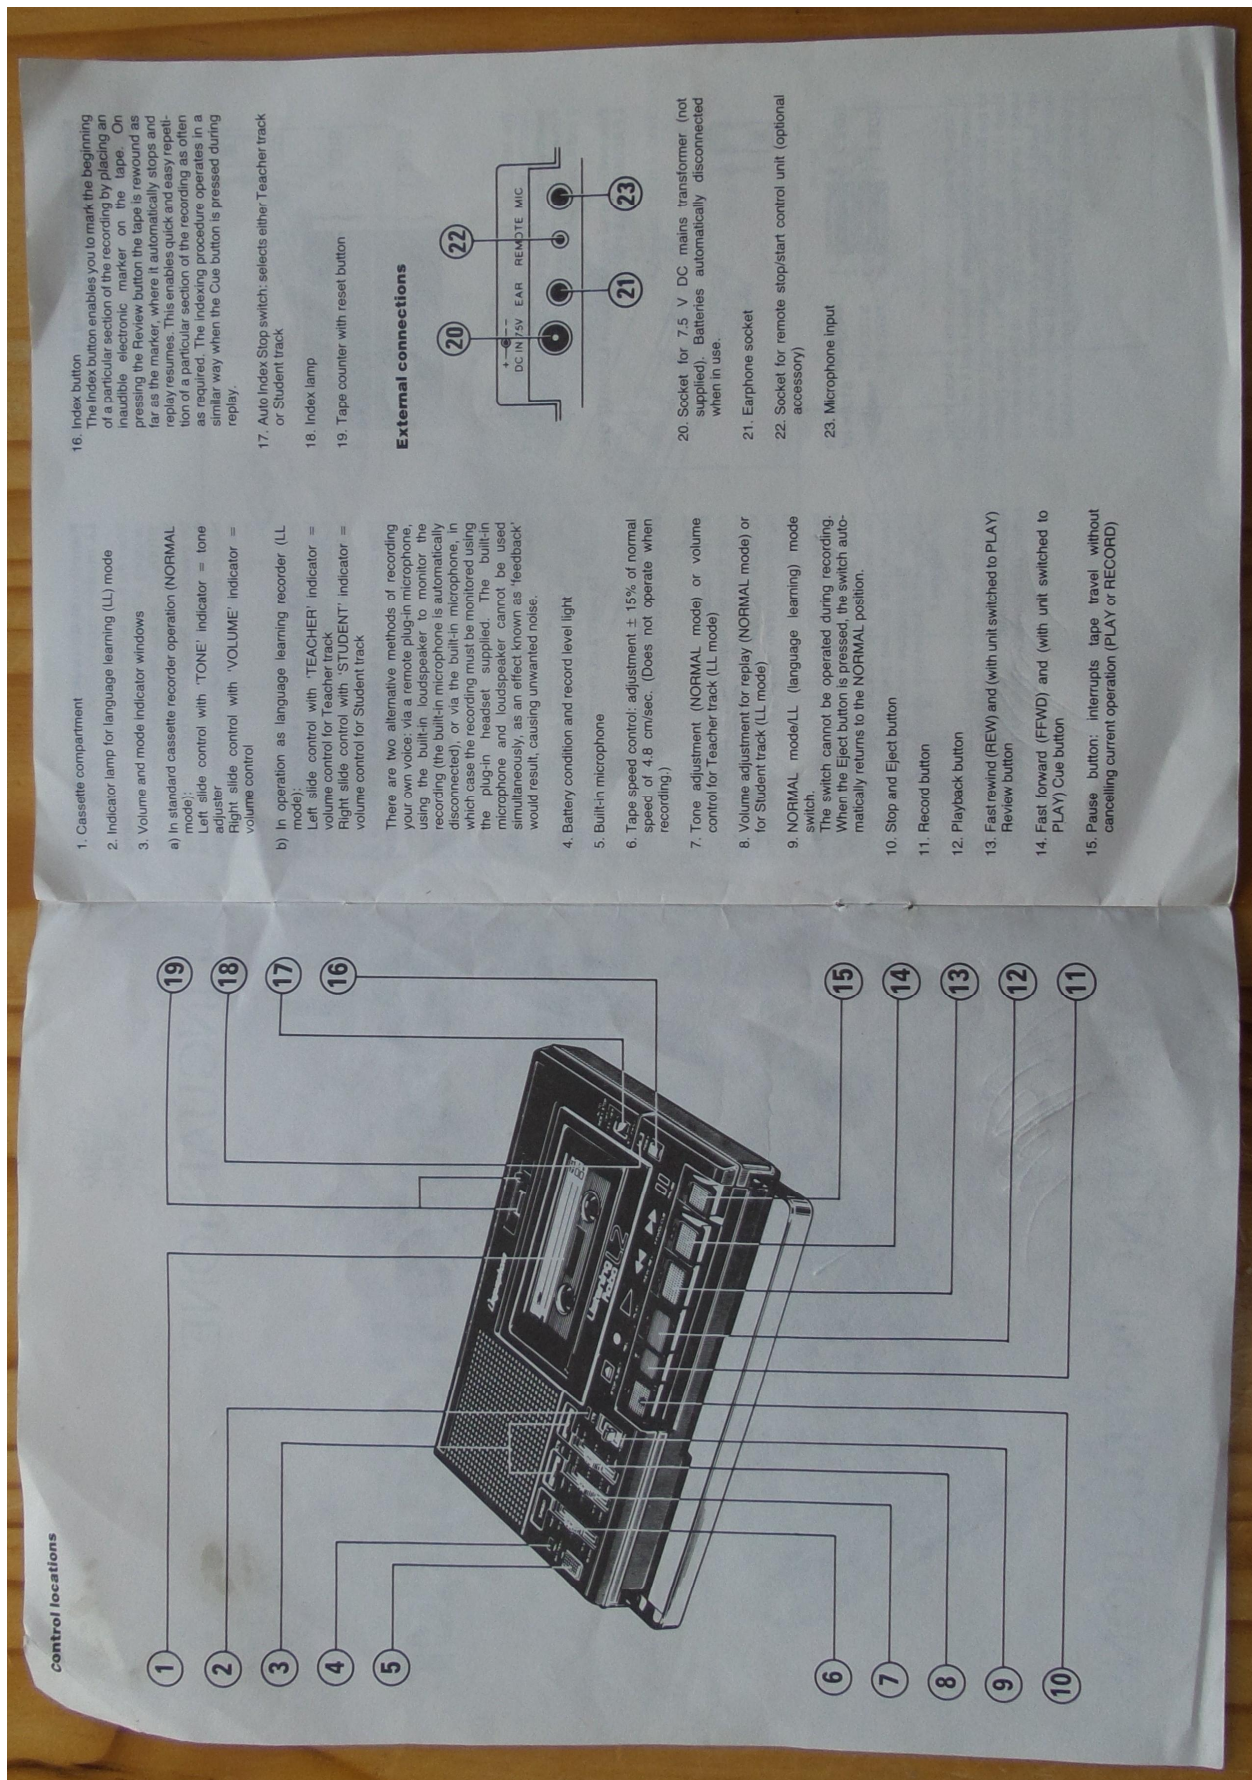 control locations
1
2
3
4
5
6
7
8
9
10
19
18
17
16
15
14
13
12
11
L2
1. Cassette compartment
2. Indicator lamp for language learning (LL) mode
3. Volume and mode indicator windows
a) In standard cassette recorder operation (NORMAL
mode):
Left slide control with 'TONE' indicator = tone
adjuster
Right slide control with 'VOLUME' indicator =
volume control
b) In operation as language learning recorder (LL
mode):
Left slide control with 'TEACHER' indicator =
volume control for Teacher track
Right slide control with 'STUDENT' indicator =
volume control for Student track
There are two alternative methods of recording
your own voice: via a remote plug-in microphone,
using the built-in loudspeaker to monitor the
recording (the built-in microphone is automatically
disconnected), or via the built-in microphone, in
which case the recording must be monitored using
the plug-in headset supplied. The built-in
microphone and loudspeaker cannot be used
simultaneously, as an effect known as 'feedback'
would result, causing unwanted noise.
4. Battery condition and record level light
5. Built-in microphone
6. Tape speed control: adjustment ± 15% of normal
speed of 4.8 cm/sec. (Does not operate when
recording.)
7. Tone adjustment (NORMAL mode) or volume
control for Teacher track (LL mode)
8. Volume adjustment for replay (NORMAL mode) or
for Student track (LL mode)
9. NORMAL mode/LL (language learning) mode
switch.
The switch cannot be operated during recording.
When the Eject button is pressed, the switch auto-
matically returns to the NORMAL position.
10. Stop and Eject button
11. Record button
12. Playback button
13. Fast rewind (REW) and (with unit switched to PLAY)
Review button
14. Fast forward (FFWD) and (with unit switched to
PLAY) Cue button
15. Pause button: interrupts tape travel without
cancelling current operation (PLAY or RECORD)
16. Index button
The Index button enables you to mark the beginning
of a particular section of the recording by placing an
inaudible electronic marker on the tape. On
pressing the Review button the tape is rewound as
far as the marker, where it automatically stops and
replay resumes. This enables quick and easy repeti-
tion of a particular section of the recording as often
as required. The indexing procedure operates in a
similar way when the Cue button is pressed during
replay.
17. Auto Index Stop switch: selects either Teacher track
or Student track
18. Index lamp
19. Tape counter with reset button
External connections
20
22
DC IN 7.5V EAR REMOTE MIC
21
23
20. Socket for 7.5 V DC mains transformer (not
supplied). Batteries automatically disconnected
when in use.
21. Earphone socket
22. Socket for remote stop/start control unit (optional
accessory)
23. Microphone input